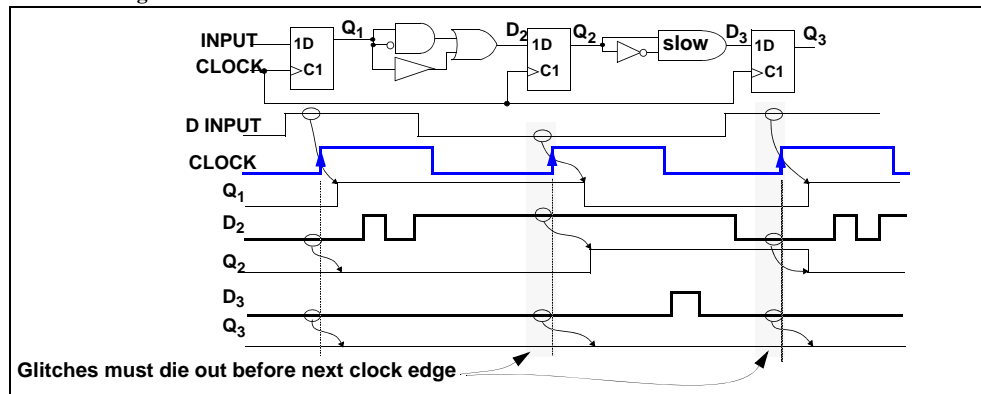 Q1 D2 Q2 D3 Q3
INPUT 1D 1D slow 1D
CLOCK C1 C1 C1
D INPUT
CLOCK
Q1
D2
Q2
D3
Q3
Glitches must die out before next clock edge